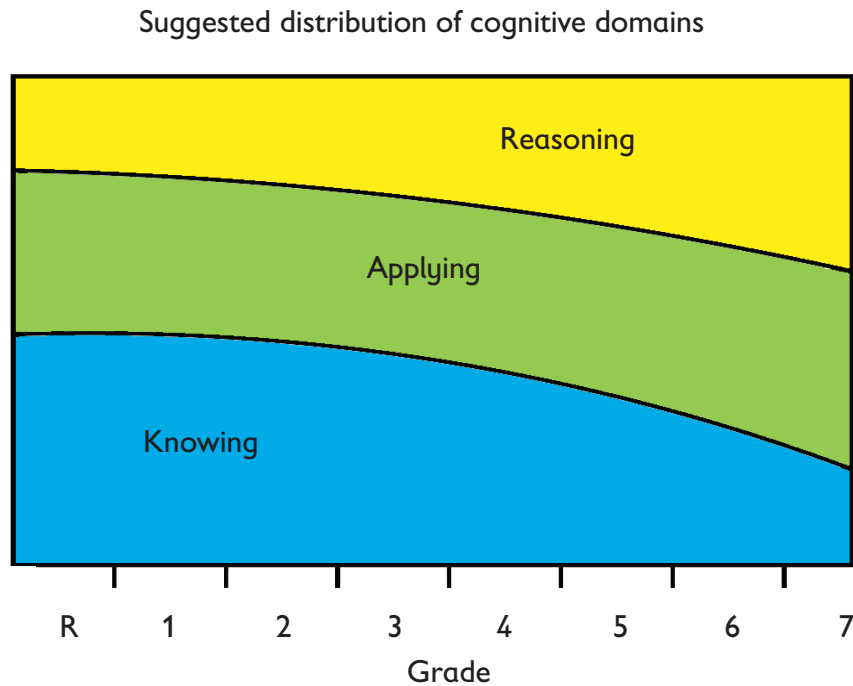 Suggested distribution of cognitive domains
Reasoning
Applying
Knowing
R 1 2 3 4 5 6 7
Grade